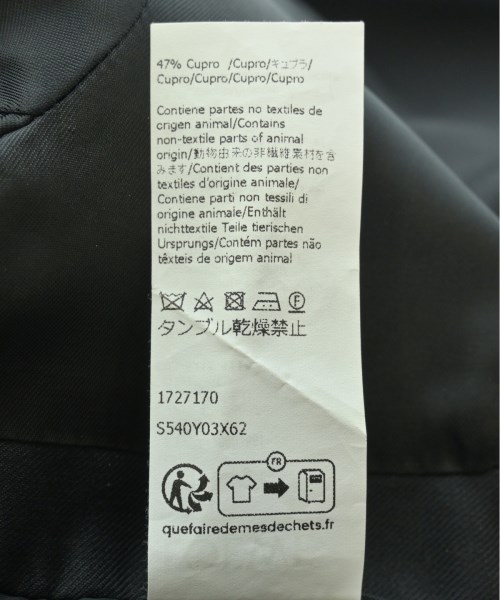 47% Cupro /Cupro/キュプラ/
Cupro/Cupro/Cupro/Cupro
Contiene partes no textiles de
origen animal/Contains
non-textile parts of animal
origin/動物由来の非繊維素材を含
みます/Contient des parties non
textiles d'origine animale/
Contiene parti non tessili di
origine animale/Enthält
nichttextile Teile tierischen
Ursprungs/Contém partes não
têxteis de origem animal
F
タンブル乾燥禁止
1727170
S540Y03X62
FR
quefairedemesdechets.fr